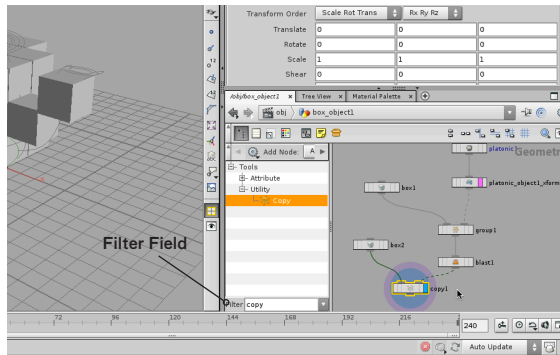 Transform Order Scale Rot Trans Rx Ry Rz
Translate 0 0 0
Rotate 0 0 0
Scale 1 1 1
Shear 0 0 0
/obj/box_object1 x Tree View x Material Palette x
obj box_object1
Add Node: A
Tools
Attribute
Utility
Copy
platonic1
Geometr
box1
platonic_object1_xform
group1
box2
blast1
copy1
Filter Field
Filter copy
72 96 120 144 168 192 216
240
Auto Update